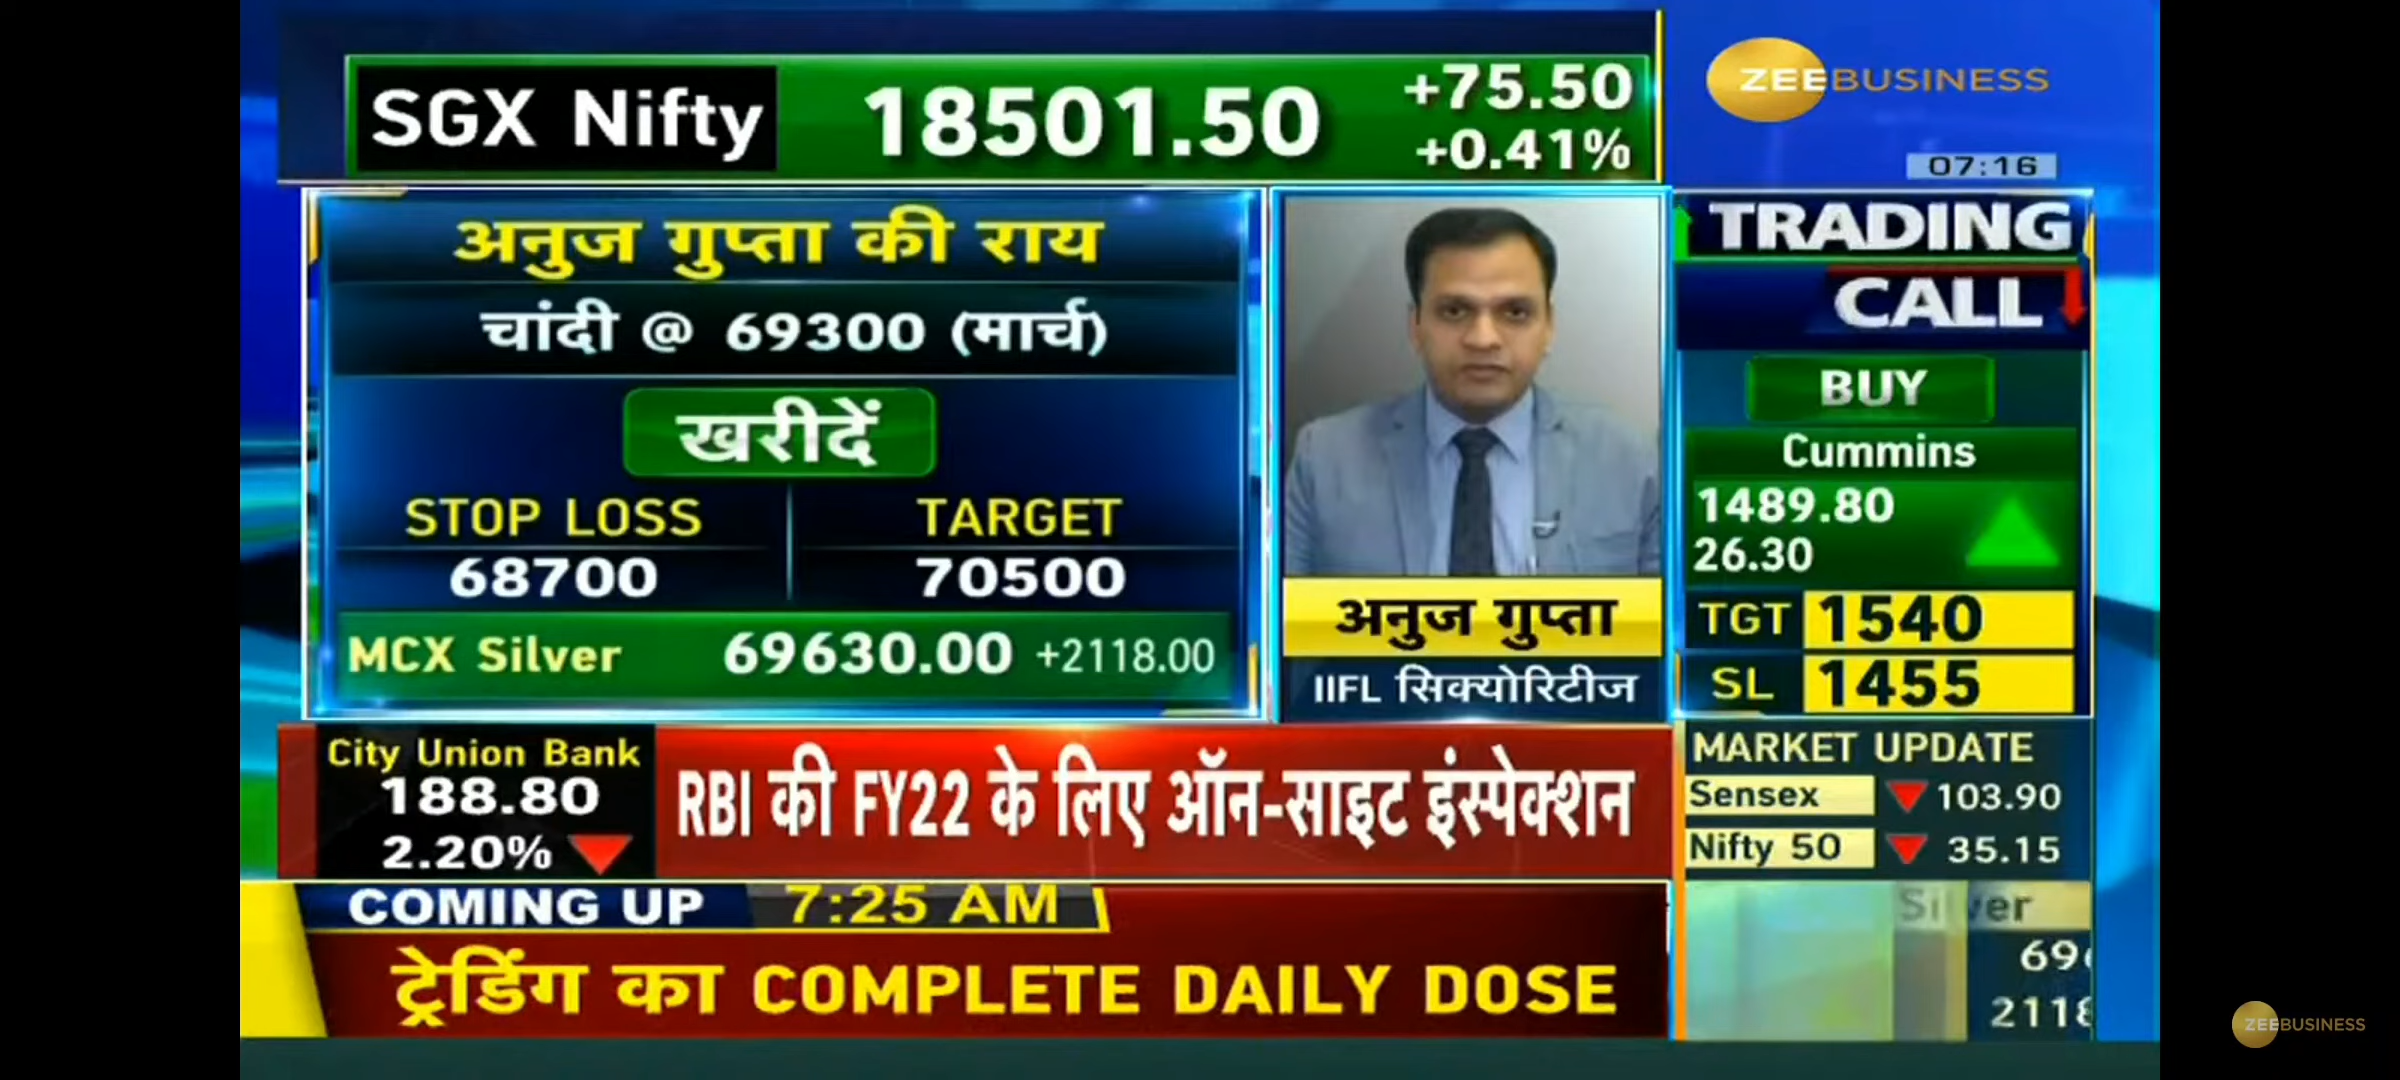 SGX Nifty 18501.50 +75.50
+0.41%
ZEEBUSINESS
07:16
अनुज गुप्ता की राय
चांदी @ 69300 (मार्च)
खरीदें
STOP LOSS TARGET
68700 70500
MCX Silver 69630.00 +2118.00
अनुज गुप्ता
IIFL सिक्योरिटीज
TRADING
CALL
BUY
Cummins
1489.80
26.30
TGT 1540
SL 1455
City Union Bank
188.80
2.20%
RBI की FY22 के लिए ऑन-साइट इंस्पेक्शन
MARKET UPDATE
Sensex 103.90
Nifty 50 35.15
Silver
COMING UP 7:25 AM
ट्रेडिंग का COMPLETE DAILY DOSE
ZEEBUSINESS